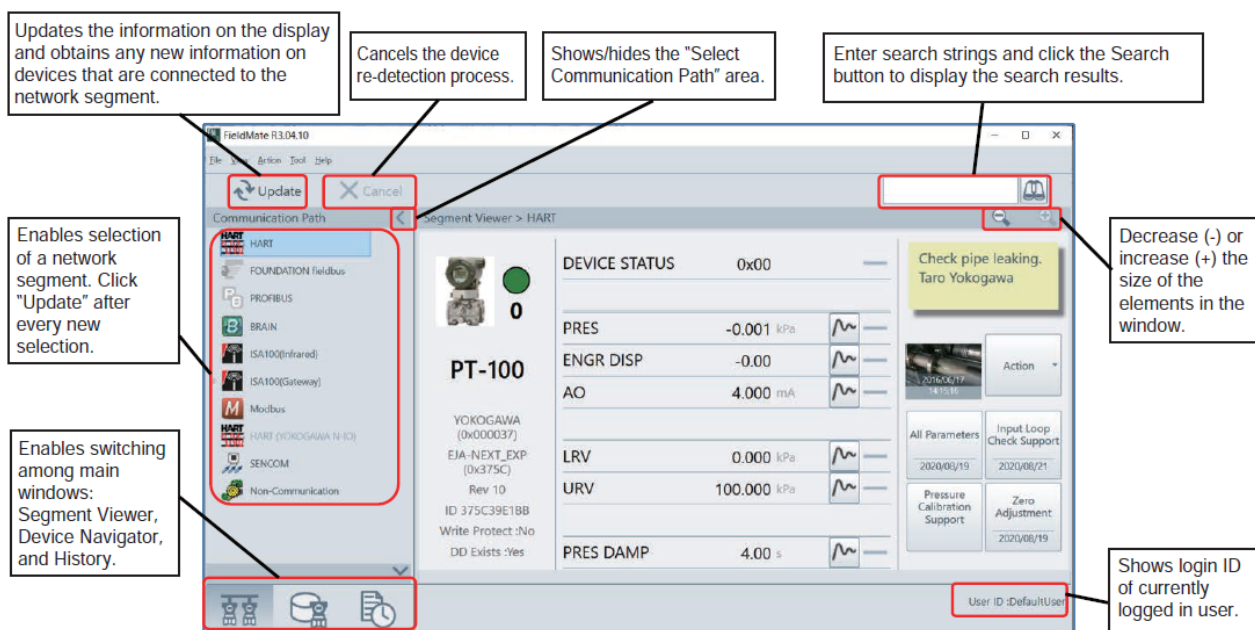 Updates the information on the display
and obtains any new information on
devices that are connected to the
network segment.
Cancels the device
re-detection process.
Shows/hides the "Select
Communication Path" area.
Enter search strings and click the Search
button to display the search results.
FieldMate R3.04.10
File View Action Tool Help
Update
Cancel
Communication Path
Segment Viewer > HART
Enables selection
of a network
segment. Click
"Update" after
every new
selection.
HART
HART
FOUNDATION fieldbus
PROFIBUS
BRAIN
ISA100(Infrared)
ISA100(Gateway)
Modbus
HART
HART (YOKOGAWA N-IO)
SENCOM
Non-Communication
Enables switching
among main
windows:
Segment Viewer,
Device Navigator,
and History.
0
PT-100
YOKOGAWA
(0x000037)
EJA-NEXT_EXP
(0x375C)
Rev 10
ID 375C39E1BB
Write Protect :No
DD Exists :Yes
DEVICE STATUS 0x00
PRES -0.001 kPa
ENGR DISP -0.00
AO 4.000 mA
LRV 0.000 kPa
URV 100.000 kPa
PRES DAMP 4.00 s
Check pipe leaking.
Taro Yokogawa
2016/06/17
14:15:16
Action
All Parameters
2020/08/19
Input Loop
Check Support
2020/08/21
Pressure
Calibration
Support
Zero
Adjustment
2020/08/19
Decrease (-) or
increase (+) the
size of the
elements in the
window.
User ID :DefaultUser
Shows login ID
of currently
logged in user.